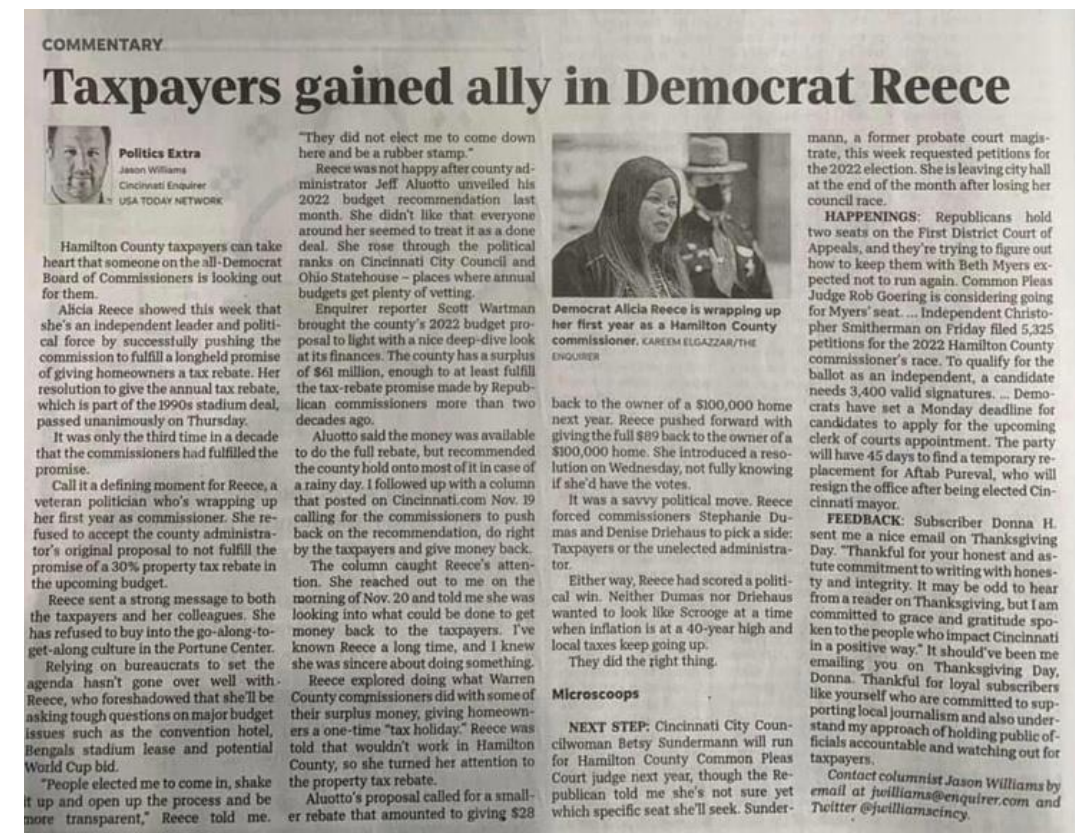 COMMENTARY
Taxpayers gained ally in Democrat Reece
Politics Extra
Jason Williams
Cincinnati Enquirer
USA TODAY NETWORK
Hamilton County taxpayers can take
heart that someone on the all-Democrat
Board of Commissioners is looking out
for them.
Alicia Reece showed this week that
she's an independent leader and politi-
cal force by successfully pushing the
commission to fulfill a longheld promise
of giving homeowners a tax rebate. Her
resolution to give the annual tax rebate,
which is part of the 1990s stadium deal,
passed unanimously on Thursday.
It was only the third time in a decade
that the commissioners had fulfilled the
promise.
Call it a defining moment for Reece, a
veteran politician who's wrapping up
her first year as commissioner. She re-
fused to accept the county administra-
tor's original proposal to not fulfill the
promise of a 30% property tax rebate in
the upcoming budget.
Reece sent a strong message to both
the taxpayers and her colleagues. She
has refused to buy into the go-along-to-
get-along culture in the Portune Center.
Relying on bureaucrats to set the
agenda hasn't gone over well with
Reece, who foreshadowed that she'll be
asking tough questions on major budget
issues such as the convention hotel,
Bengals stadium lease and potential
World Cup bid.
"People elected me to come in, shake
it up and open up the process and be
more transparent," Reece told me.
"They did not elect me to come down
here and be a rubber stamp."
Reece was not happy after county ad-
ministrator Jeff Aluotto unveiled his
2022 budget recommendation last
month. She didn't like that everyone
around her seemed to treat it as a done
deal. She rose through the political
ranks on Cincinnati City Council and
Ohio Statehouse – places where annual
budgets get plenty of vetting.
Enquirer reporter Scott Wartman
brought the county's 2022 budget pro-
posal to light with a nice deep-dive look
at its finances. The county has a surplus
of $61 million, enough to at least fulfill
the tax-rebate promise made by Repub-
lican commissioners more than two
decades ago.
Aluotto said the money was available
to do the full rebate, but recommended
the county hold onto most of it in case of
a rainy day. I followed up with a column
that posted on Cincinnati.com Nov. 19
calling for the commissioners to push
back on the recommendation, do right
by the taxpayers and give money back.
The column caught Reece's atten-
tion. She reached out to me on the
morning of Nov. 20 and told me she was
looking into what could be done to get
money back to the taxpayers. I've
known Reece a long time, and I knew
she was sincere about doing something.
Reece explored doing what Warren
County commissioners did with some of
their surplus money, giving homeown-
ers a one-time "tax holiday." Reece was
told that wouldn't work in Hamilton
County, so she turned her attention to
the property tax rebate.
Aluotto's proposal called for a small-
er rebate that amounted to giving $28
Democrat Alicia Reece is wrapping up
her first year as a Hamilton County
commissioner. KAREEM ELGAZZAR/THE
ENQUIRER
back to the owner of a $100,000 home
next year. Reece pushed forward with
giving the full $89 back to the owner of a
$100,000 home. She introduced a reso-
lution on Wednesday, not fully knowing
if she'd have the votes.
It was a savvy political move. Reece
forced commissioners Stephanie Du-
mas and Denise Driehaus to pick a side:
Taxpayers or the unelected administra-
tor.
Either way, Reece had scored a politi-
cal win. Neither Dumas nor Driehaus
wanted to look like Scrooge at a time
when inflation is at a 40-year high and
local taxes keep going up.
They did the right thing.
Microscoops
NEXT STEP: Cincinnati City Coun-
cilwoman Betsy Sundermann will run
for Hamilton County Common Pleas
Court judge next year, though the Re-
publican told me she's not sure yet
which specific seat she'll seek. Sunder-
mann, a former probate court magis-
trate, this week requested petitions for
the 2022 election. She is leaving city hall
at the end of the month after losing her
council race.
HAPPENINGS: Republicans hold
two seats on the First District Court of
Appeals, and they're trying to figure out
how to keep them with Beth Myers ex-
pected not to run again. Common Pleas
Judge Rob Goering is considering going
for Myers' seat. ... Independent Christo-
pher Smitherman on Friday filed 5,325
petitions for the 2022 Hamilton County
commissioner's race. To qualify for the
ballot as an independent, a candidate
needs 3,400 valid signatures. ... Demo-
crats have set a Monday deadline for
candidates to apply for the upcoming
clerk of courts appointment. The party
will have 45 days to find a temporary re-
placement for Aftab Pureval, who will
resign the office after being elected Cin-
cinnati mayor.
FEEDBACK: Subscriber Donna H.
sent me a nice email on Thanksgiving
Day. "Thankful for your honest and as-
tute commitment to writing with hones-
ty and integrity. It may be odd to hear
from a reader on Thanksgiving, but I am
committed to grace and gratitude spo-
ken to the people who impact Cincinnati
in a positive way." It should've been me
emailing you on Thanksgiving Day,
Donna. Thankful for loyal subscribers
like yourself who are committed to sup-
porting local journalism and also under-
stand my approach of holding public of-
ficials accountable and watching out for
taxpayers.
Contact columnist Jason Williams by
email at jwilliams@enquirer.com and
Twitter @jwilliamscincy.